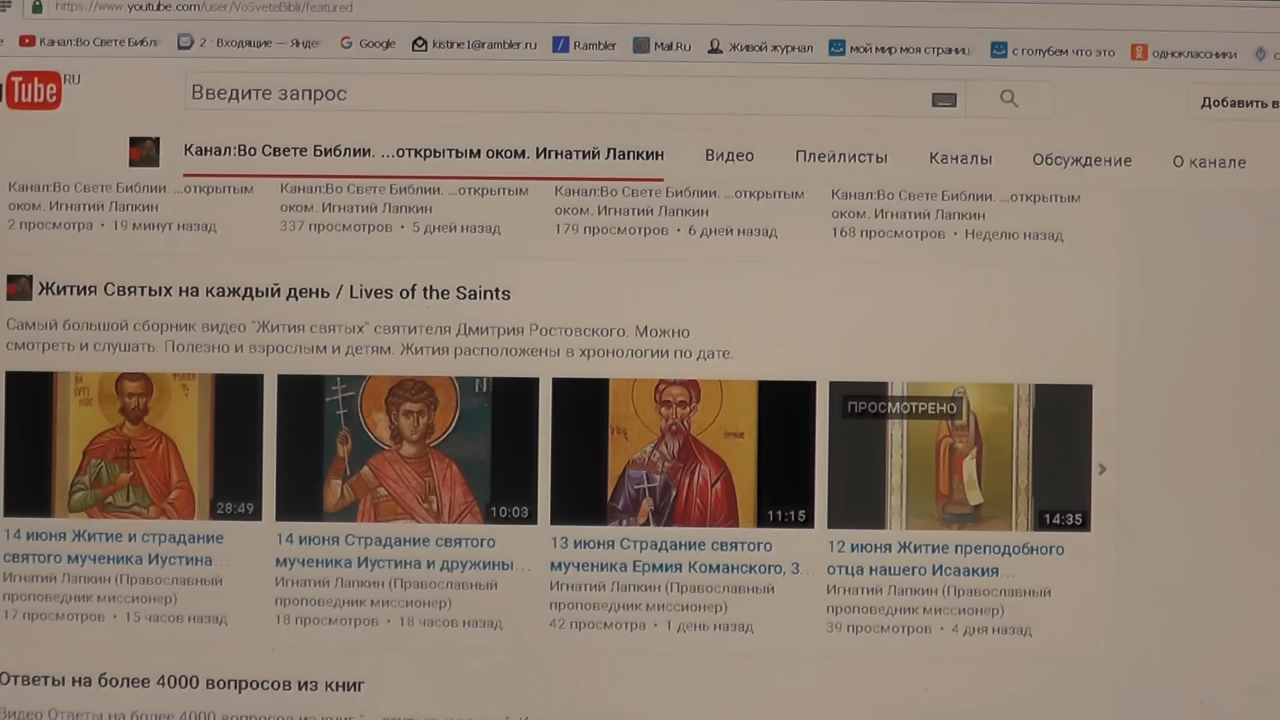 https://www.youtube.com/user/VoSveteBibli/featured
Канал:Во Свете Библ
2 · Входящие — Янде
Google
kistine1@rambler.ru
Rambler
Mail.Ru
Живой журнал
мой мир моя страниц
с голубем что это
одноклассники
Tube RU
Введите запрос
Добавить в
Канал:Во Свете Библии. ...открытым оком. Игнатий Лапкин
Видео
Плейлисты
Каналы
Обсуждение
О канале
Канал:Во Свете Библии. ...открытым
оком. Игнатий Лапкин
2 просмотра • 19 минут назад
Канал:Во Свете Библии. ...открытым
оком. Игнатий Лапкин
337 просмотров • 5 дней назад
Канал:Во Свете Библии. ...открытым
оком. Игнатий Лапкин
179 просмотров • 6 дней назад
Канал:Во Свете Библии. ...открытым
оком. Игнатий Лапкин
168 просмотров • Неделю назад
Жития Святых на каждый день / Lives of the Saints
Самый большой сборник видео "Жития святых" святителя Дмитрия Ростовского. Можно
смотреть и слушать. Полезно и взрослым и детям. Жития расположены в хронологии по дате.
28:49
10:03
11:15
ПРОСМОТРЕНО
14:35
14 июня Житие и страдание
святого мученика Иустина...
Игнатий Лапкин (Православный
проповедник миссионер)
17 просмотров • 15 часов назад
14 июня Страдание святого
мученика Иустина и дружины...
Игнатий Лапкин (Православный
проповедник миссионер)
18 просмотров • 18 часов назад
13 июня Страдание святого
мученика Ермия Команского, 3...
Игнатий Лапкин (Православный
проповедник миссионер)
42 просмотра • 1 день назад
12 июня Житие преподобного
отца нашего Исаакия...
Игнатий Лапкин (Православный
проповедник миссионер)
39 просмотров • 4 дня назад
Ответы на более 4000 вопросов из книг
Видео Ответы на более 4000 вопросов из книг